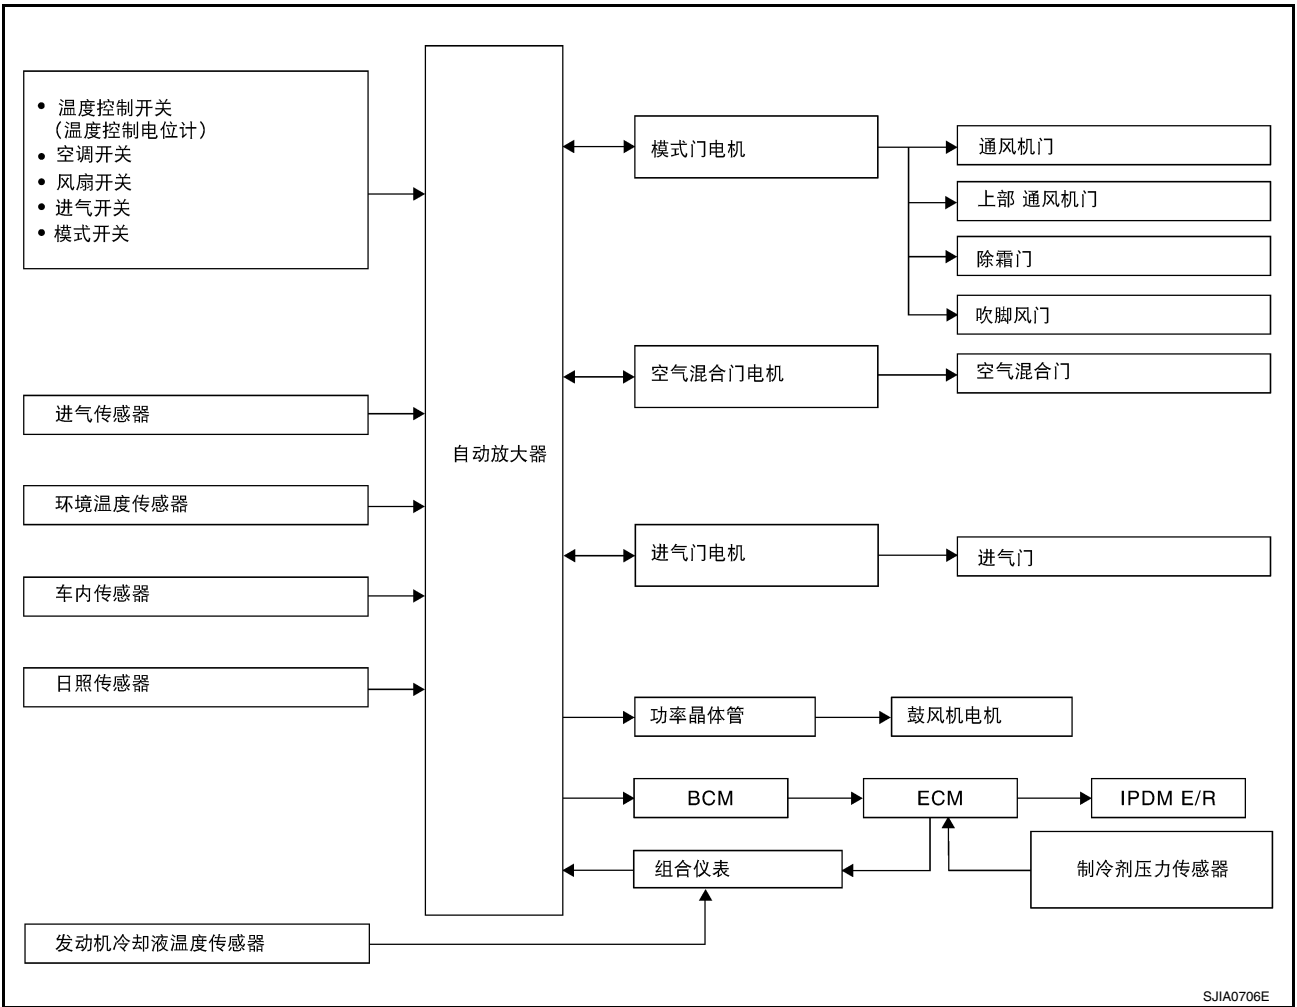 • 温度控制开关
（温度控制电位计）
• 空调开关
• 风扇开关
• 进气开关
• 模式开关
进气传感器
环境温度传感器
车内传感器
日照传感器
发动机冷却液温度传感器
自动放大器
模式门电机
通风机门
上部 通风机门
除霜门
吹脚风门
空气混合门电机
空气混合门
进气门电机
进气门
功率晶体管
鼓风机电机
BCM
ECM
IPDM E/R
组合仪表
制冷剂压力传感器
SJIA0706E